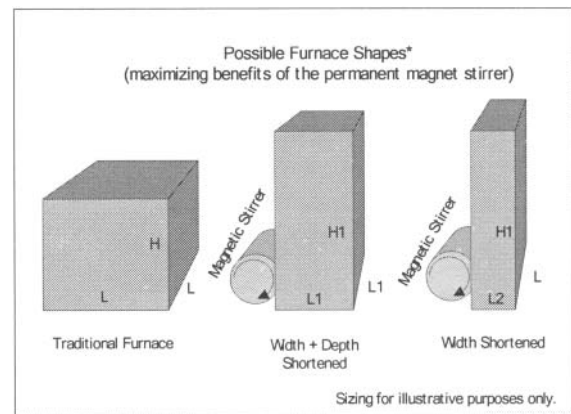 Possible Furnace Shapes*
(maximizing benefits of the permanent magnet stirrer)
Magnetic Stirrer
Magnetic Stirrer
H
H1
H1
L
L
L1
L1
L2
L
Traditional Furnace
Width + Depth
Shortened
Width Shortened
Sizing for illustrative purposes only.